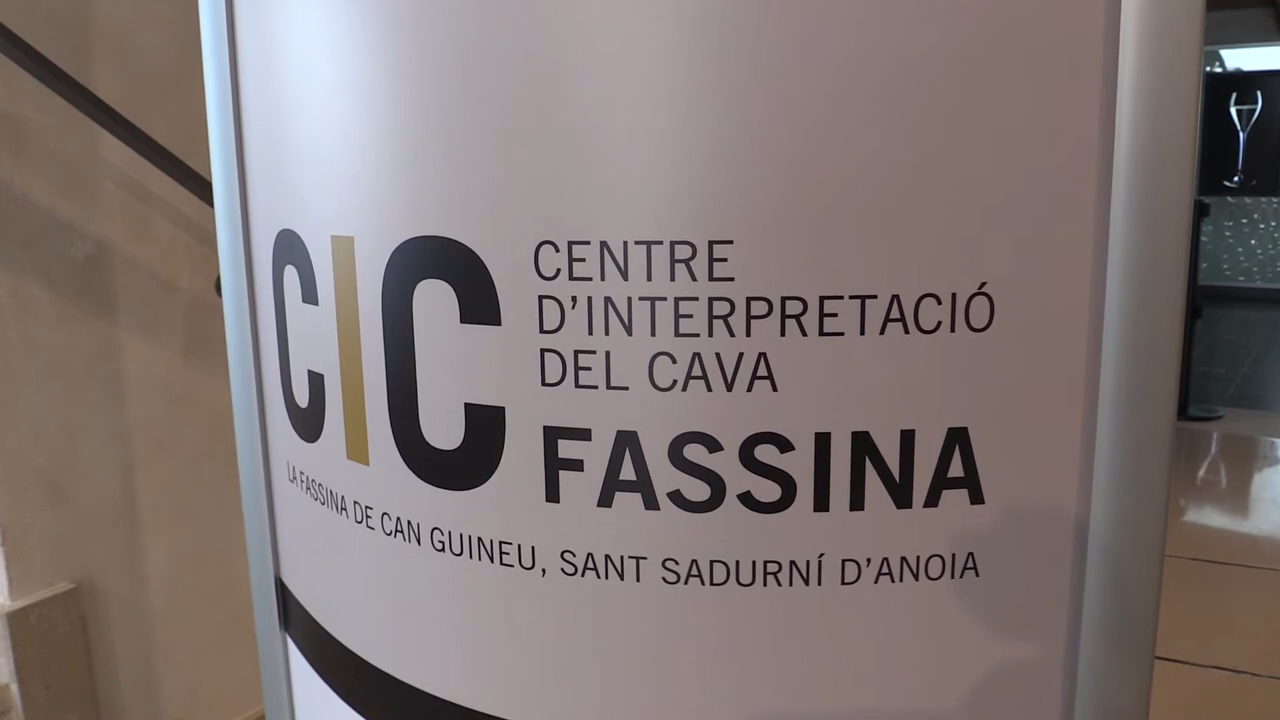 CIC
CENTRE
D'INTERPRETACIÓ
DEL CAVA
FASSINA
LA FASSINA DE CAN GUINEU, SANT SADURNÍ D'ANOIA